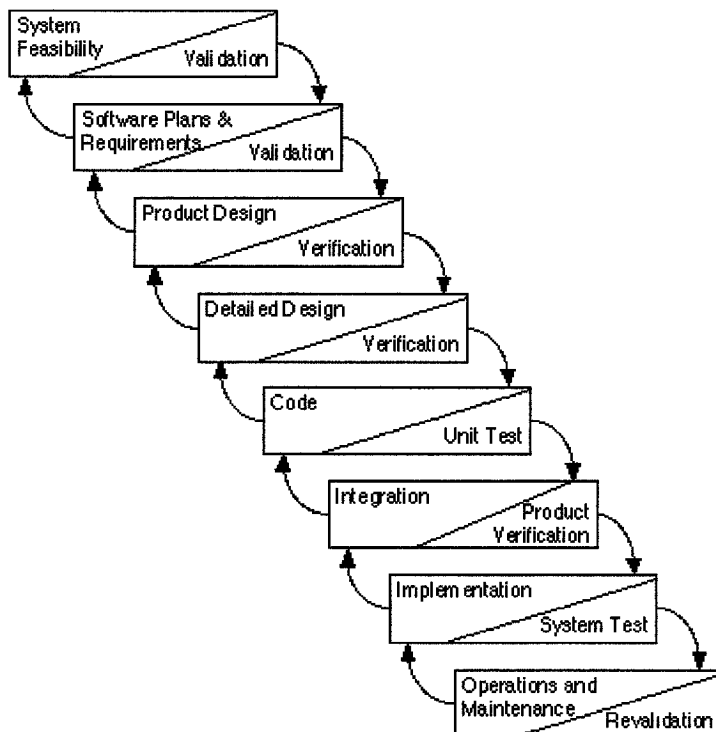 System
Feasibility
Validation
Software Plans &
Requirements
Validation
Product Design
Verification
Detailed Design
Verification
Code
Unit Test
Integration
Product
Verification
Implementation
System Test
Operations and
Maintenance
Revalidation